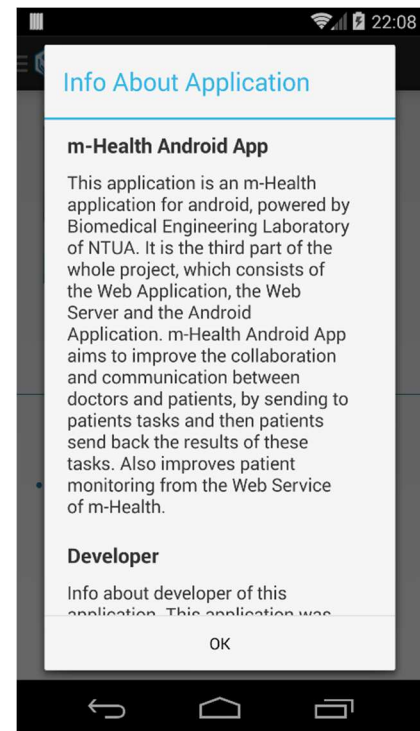 22:08
Info About Application
m-Health Android App
This application is an m-Health
application for android, powered by
Biomedical Engineering Laboratory
of NTUA. It is the third part of the
whole project, which consists of
the Web Application, the Web
Server and the Android
Application. m-Health Android App
aims to improve the collaboration
and communication between
doctors and patients, by sending to
patients tasks and then patients
send back the results of these
tasks. Also improves patient
monitoring from the Web Service
of m-Health.
Developer
Info about developer of this
application. This application was
OK